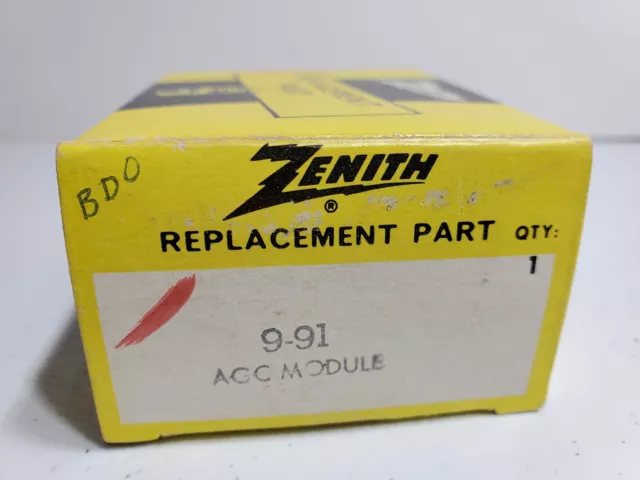 BDO
ZENITH
®
REPLACEMENT PART QTY:
1
9-91
AGC MODULE